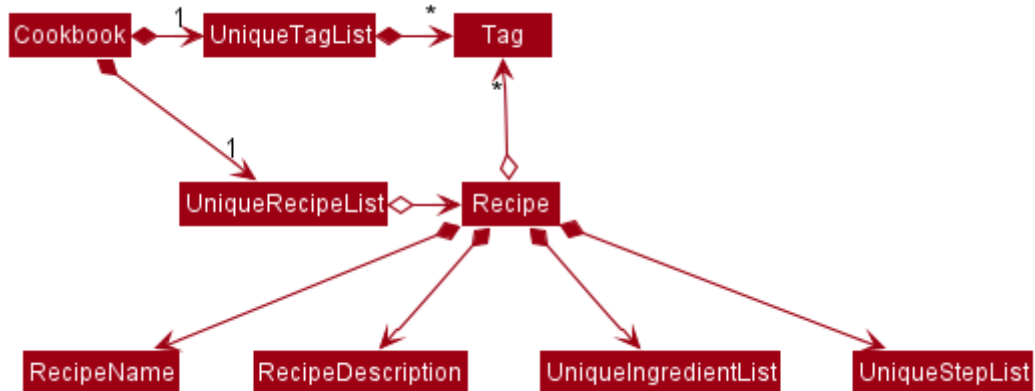 Cookbook 1 UniqueTagList * Tag
*
1
UniqueRecipeList Recipe
RecipeName RecipeDescription UniqueIngredientList UniqueStepList